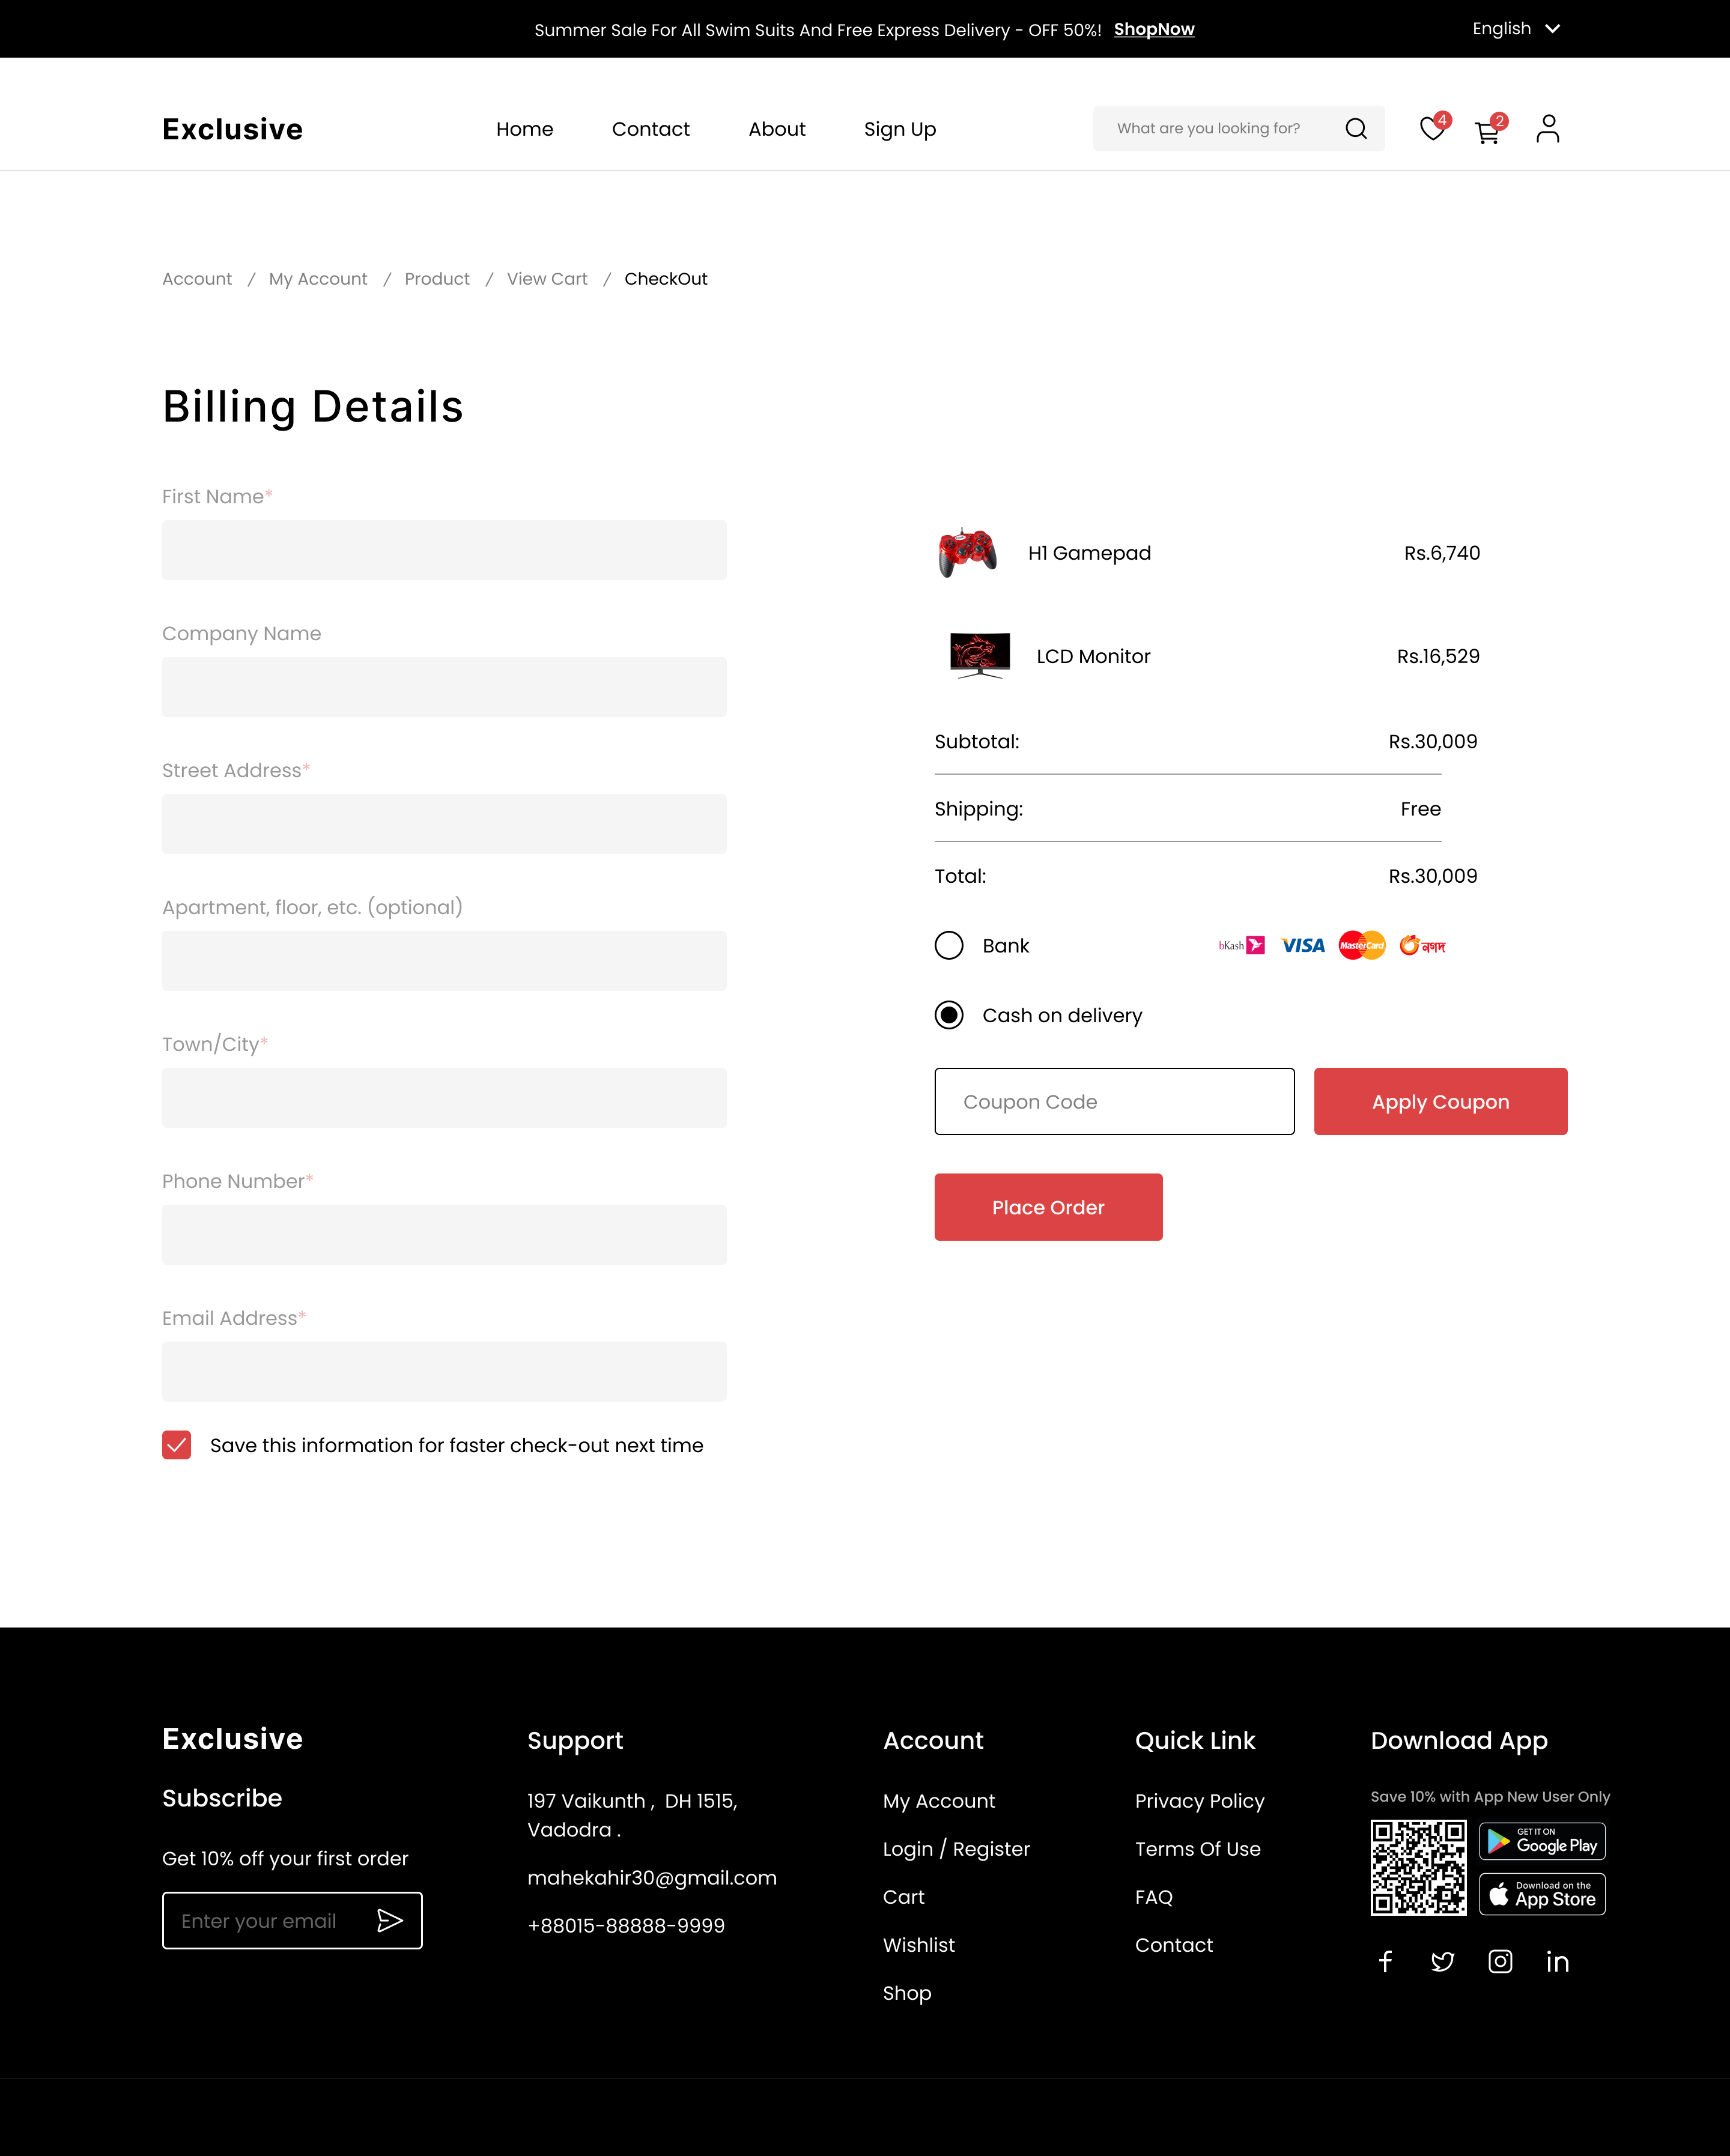 Summer Sale For All Swim Suits And Free Express Delivery - OFF 50%! ShopNow English
Exclusive Home Contact About Sign Up What are you looking for? 4 2
Account / My Account / Product / View Cart / CheckOut
Billing Details
First Name*
Company Name
Street Address*
Apartment, floor, etc. (optional)
Town/City*
Phone Number*
Email Address*
Save this information for faster check-out next time
H1 Gamepad Rs.6,740
LCD Monitor Rs.16,529
Subtotal: Rs.30,009
Shipping: Free
Total: Rs.30,009
Bank bKash VISA MasterCard নগদ
Cash on delivery
Coupon Code Apply Coupon
Place Order
Exclusive
Subscribe
Get 10% off your first order
Enter your email
Support
197 Vaikunth , DH 1515,
Vadodra .
mahekahir30@gmail.com
+88015-88888-9999
Account
My Account
Login / Register
Cart
Wishlist
Shop
Quick Link
Privacy Policy
Terms Of Use
FAQ
Contact
Download App
Save 10% with App New User Only
GET IT ON
Google Play
Download on the
App Store